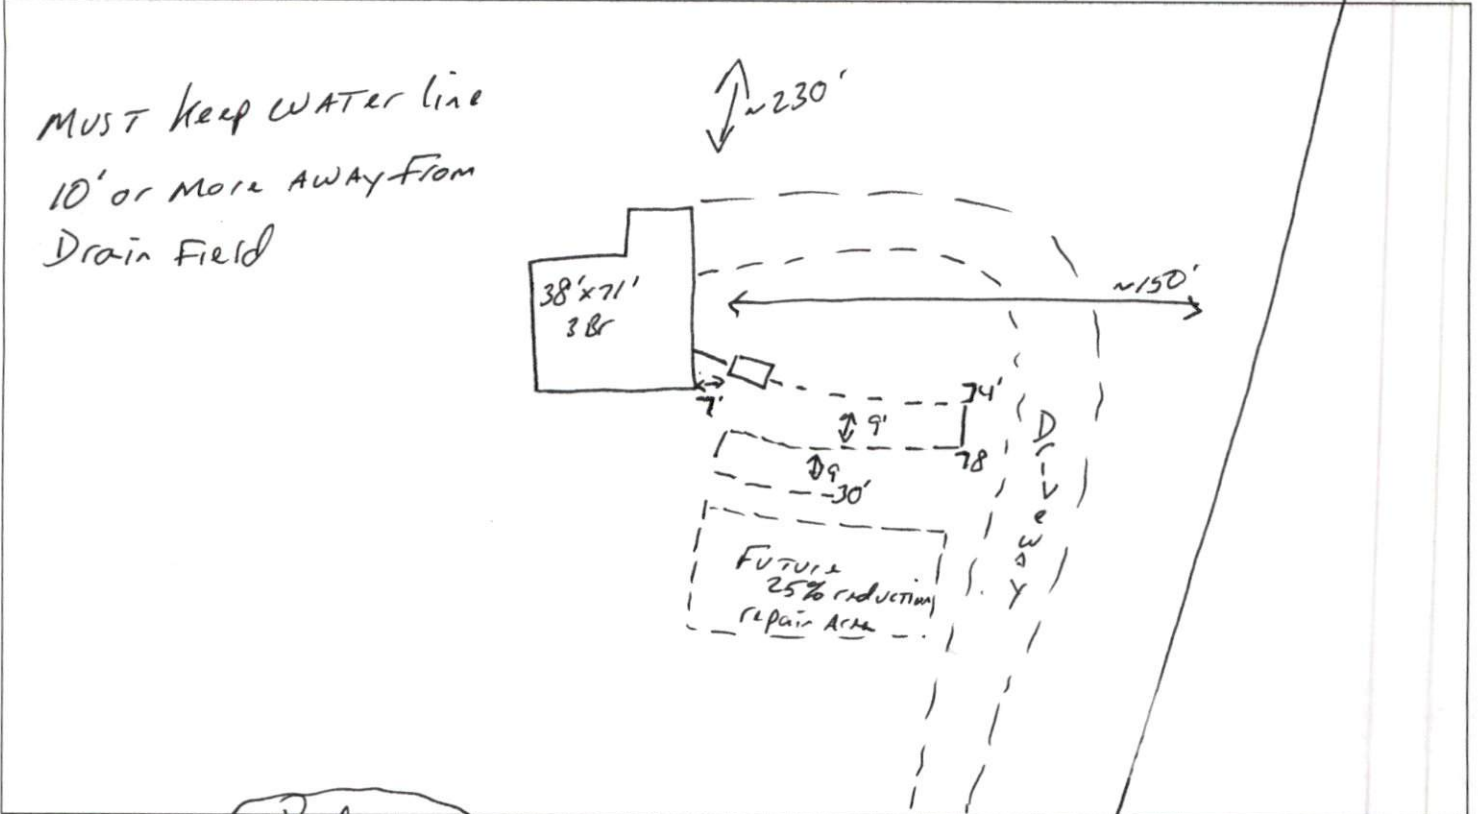 MUST keep WATer line
10' or More AWAY From
Drain Field
~230'
38'x71'
3 Br
~150'
7'
74'
9'
78
9
30'
Driveway
Future
25% reduction
repair Area